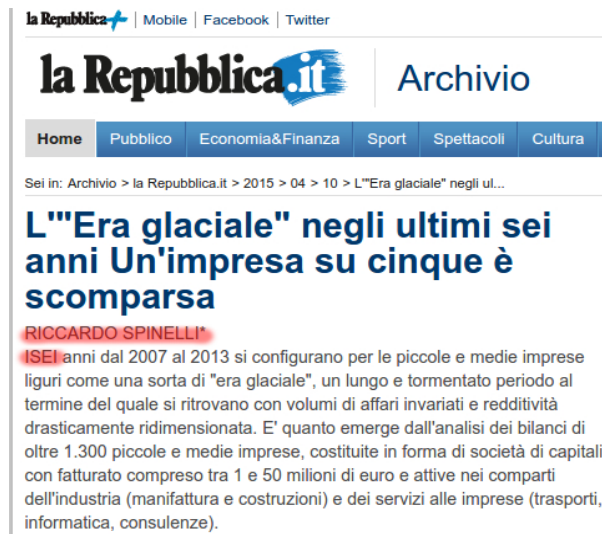 la Repubblica+ | Mobile | Facebook | Twitter
la Repubblica.it Archivio
Home Pubblico Economia&Finanza Sport Spettacoli Cultura
Sei in: Archivio > la Repubblica.it > 2015 > 04 > 10 > L'"Era glaciale" negli ul...
L'"Era glaciale" negli ultimi sei
anni Un'impresa su cinque è
scomparsa
RICCARDO SPINELLI*
ISEI anni dal 2007 al 2013 si configurano per le piccole e medie imprese
liguri come una sorta di "era glaciale", un lungo e tormentato periodo al
termine del quale si ritrovano con volumi di affari invariati e redditività
drasticamente ridimensionata. E' quanto emerge dall'analisi dei bilanci di
oltre 1.300 piccole e medie imprese, costituite in forma di società di capitali
con fatturato compreso tra 1 e 50 milioni di euro e attive nei comparti
dell'industria (manifattura e costruzioni) e dei servizi alle imprese (trasporti,
informatica, consulenze).